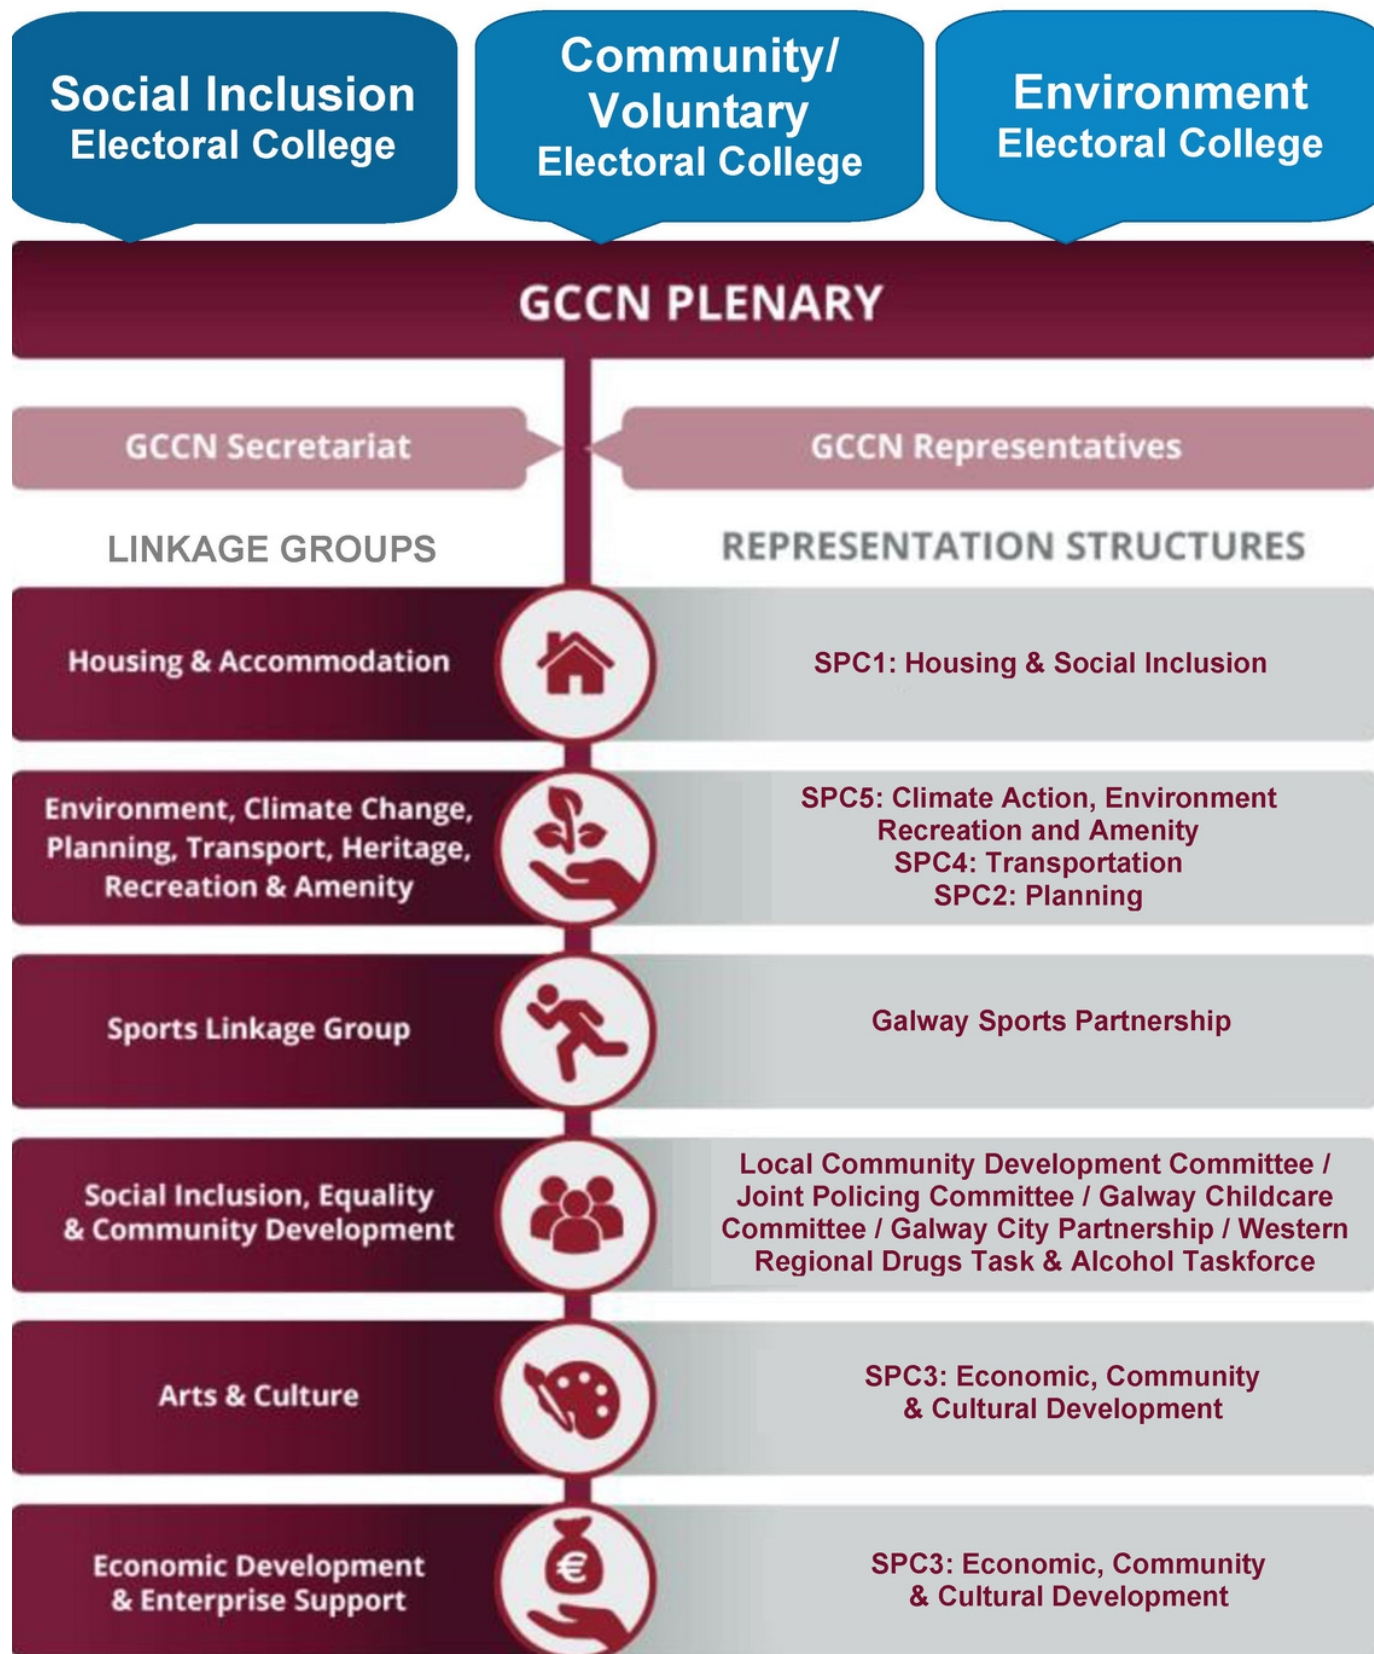 Social Inclusion
Electoral College
Community/
Voluntary
Electoral College
Environment
Electoral College
GCCN PLENARY
GCCN Secretariat
GCCN Representatives
LINKAGE GROUPS
REPRESENTATION STRUCTURES
Housing & Accommodation
SPC1: Housing & Social Inclusion
Environment, Climate Change,
Planning, Transport, Heritage,
Recreation & Amenity
SPC5: Climate Action, Environment
Recreation and Amenity
SPC4: Transportation
SPC2: Planning
Sports Linkage Group
Galway Sports Partnership
Social Inclusion, Equality
& Community Development
Local Community Development Committee /
Joint Policing Committee / Galway Childcare
Committee / Galway City Partnership / Western
Regional Drugs Task & Alcohol Taskforce
Arts & Culture
SPC3: Economic, Community
& Cultural Development
Economic Development
& Enterprise Support
€
SPC3: Economic, Community
& Cultural Development